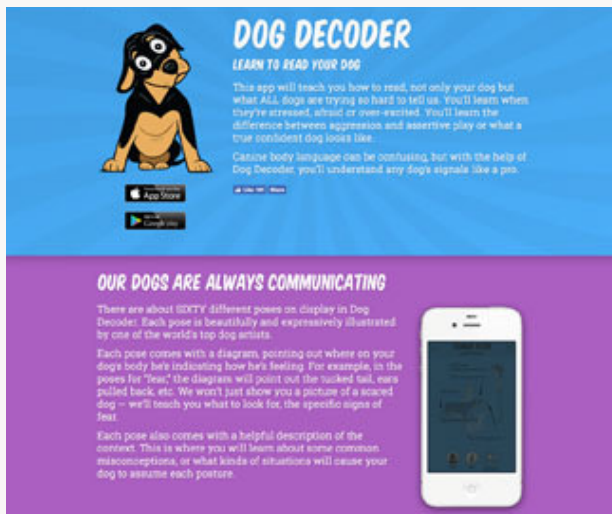 DOG DECODER
LEARN TO READ YOUR DOG
This app will teach you how to read, not only your dog but
what ALL dogs are trying so hard to tell us. You'll learn when
they're stressed, afraid or over-excited. You'll learn the
difference between aggression and assertive play or what a
true confident dog looks like.
Canine body language can be confusing, but with the help of
Dog Decoder, you'll understand any dog's signals like a pro.
App Store
Google play
Like
Share
OUR DOGS ARE ALWAYS COMMUNICATING
There are about SIXTY different poses on display in Dog
Decoder. Each pose is beautifully and expressively illustrated
by one of the world's top dog artists.
Each pose comes with a diagram, pointing out where on your
dog's body he's indicating how he's feeling. For example, in the
poses for "fear," the diagram will point out the tucked tail, ears
pulled back, etc. We won't just show you a picture of a scared
dog — we'll teach you what to look for, the specific signs of
fear.
Each pose also comes with a helpful description of the
context. This is where you will learn about some common
misconceptions, or what kinds of situations will cause your
dog to assume each posture.